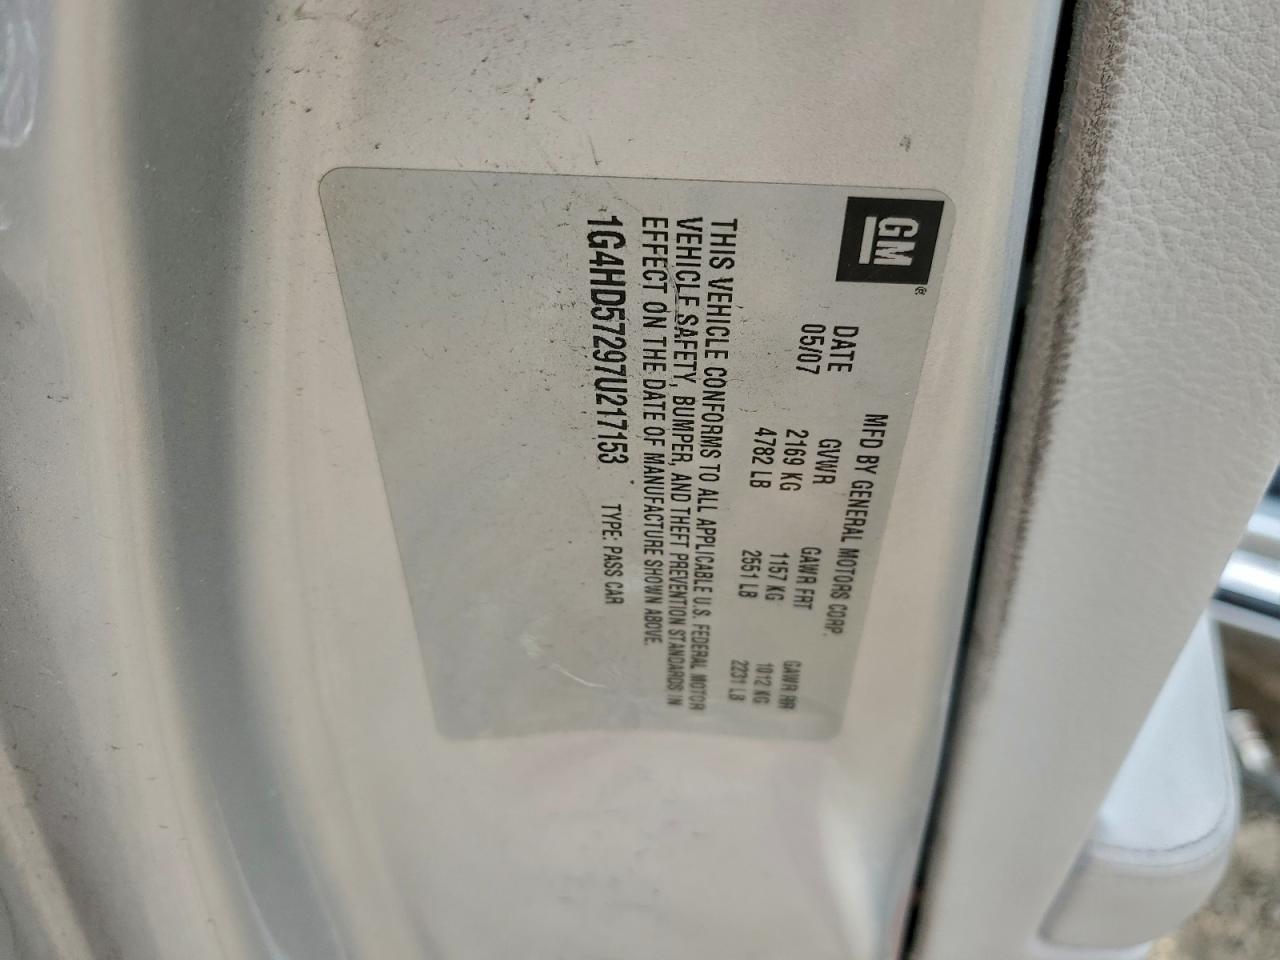 GM®
MFD BY GENERAL MOTORS CORP.
DATE GVWR GAWR FRT GAWR RR
05/07 2169 KG 1157 KG 1012 KG
4782 LB 2551 LB 2231 LB
THIS VEHICLE CONFORMS TO ALL APPLICABLE U.S. FEDERAL MOTOR
VEHICLE SAFETY, BUMPER, AND THEFT PREVENTION STANDARDS IN
EFFECT ON THE DATE OF MANUFACTURE SHOWN ABOVE.
1G4HD57297U217153 TYPE: PASS CAR